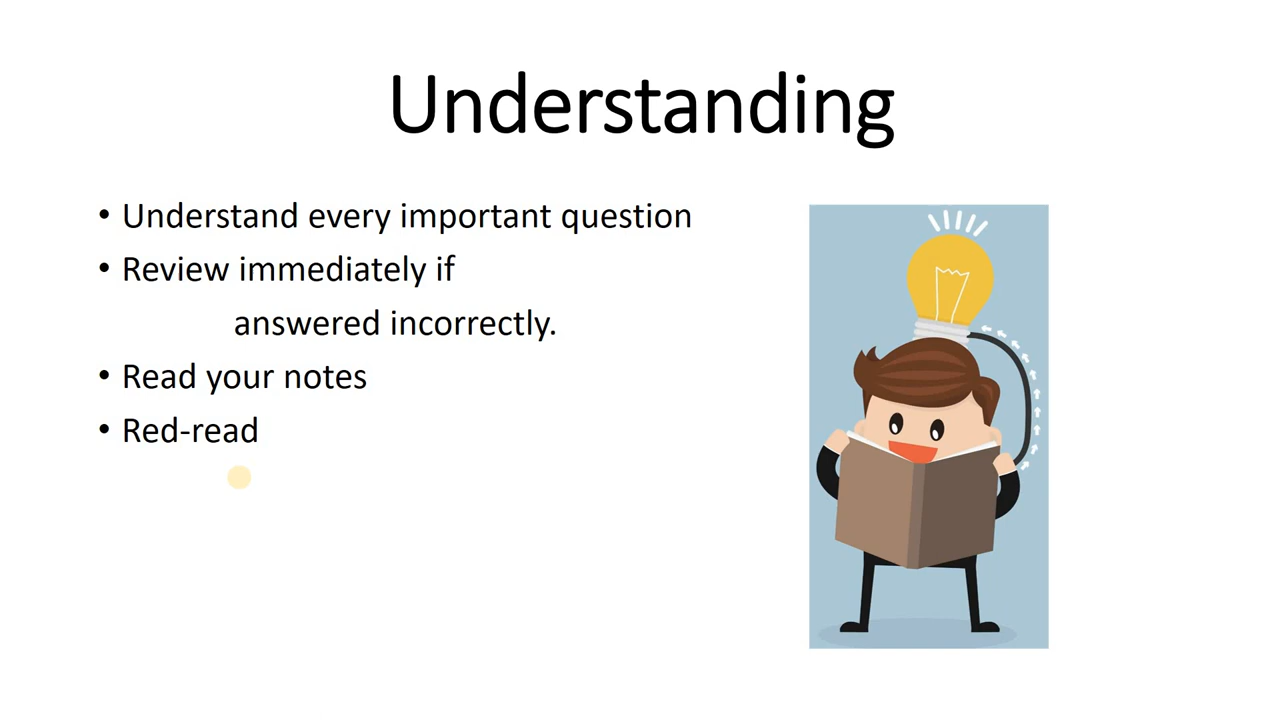 Understanding
• Understand every important question
• Review immediately if
answered incorrectly.
• Read your notes
• Red-read